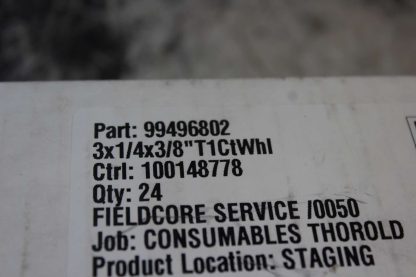 Part: 99496802
3x1/4x3/8"T1CtWhl
Ctrl: 100148778
Qty: 24
FIELDCORE SERVICE /0050
Job: CONSUMABLES THOROLD
Product Location: STAGING